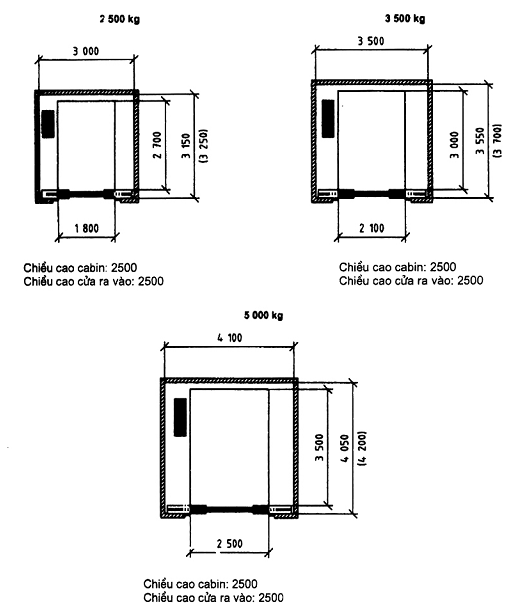 2 500 kg
3 000
2 700
3 150
(3 250)
1 800
Chiều cao cabin: 2500
Chiều cao cửa ra vào: 2500
3 500 kg
3 500
3 000
3 550
(3 700)
2 100
Chiều cao cabin: 2500
Chiều cao cửa ra vào: 2500
5 000 kg
4 100
3 500
4 050
(4 200)
2 500
Chiều cao cabin: 2500
Chiều cao cửa ra vào: 2500